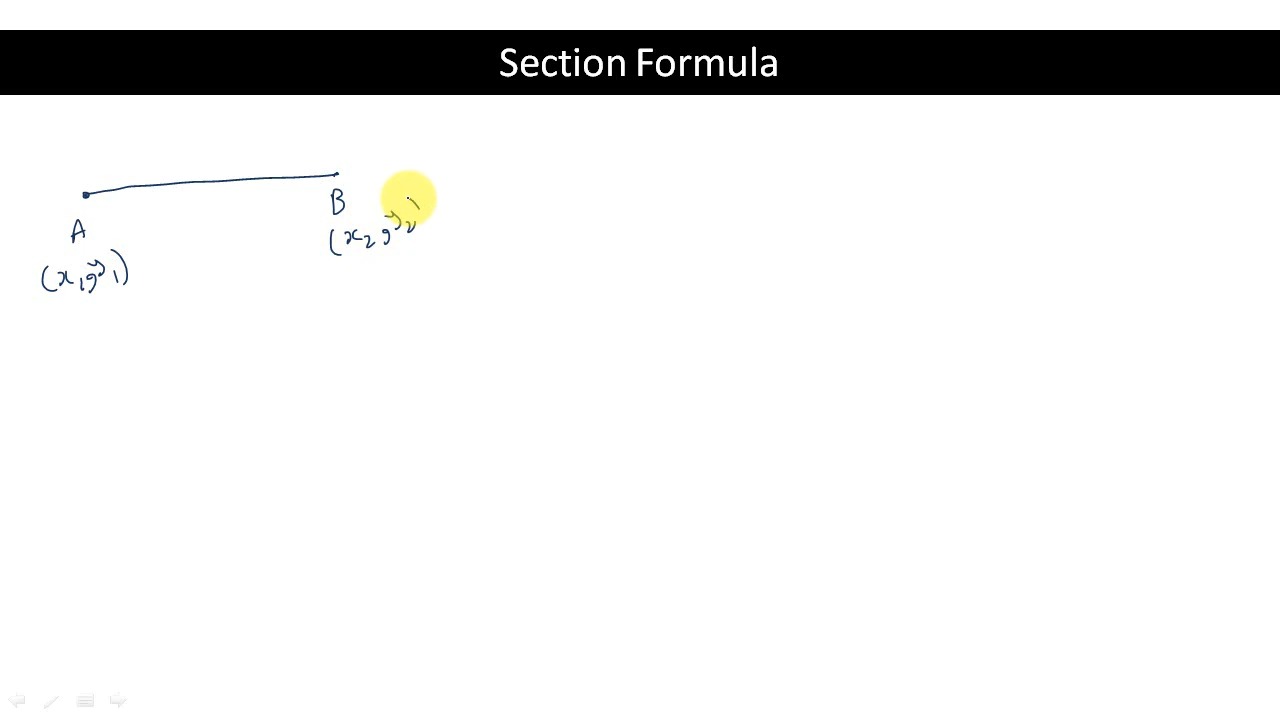 Section Formula
A
B
(x₁, y₁)
(x₂, y₂)